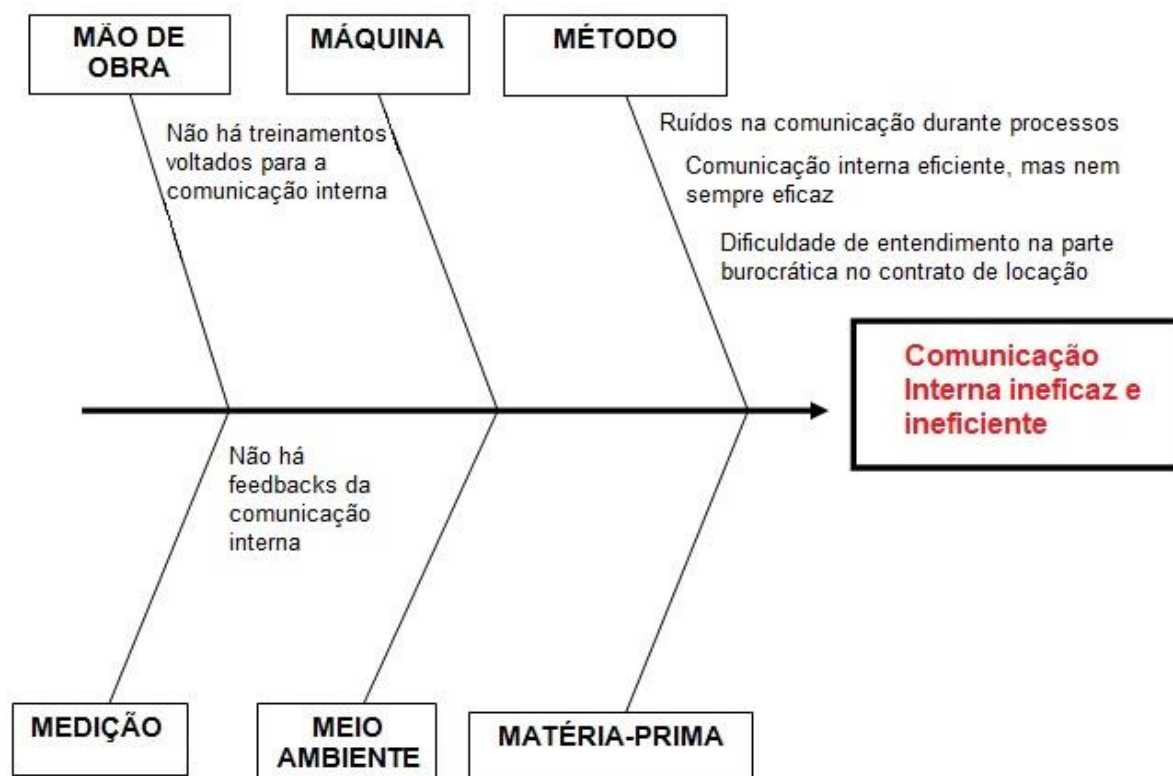 MÃO DE
OBRA
MÁQUINA
MÉTODO
Não há treinamentos
voltados para a
comunicação interna
Ruídos na comunicação durante processos
Comunicação interna eficiente, mas nem
sempre eficaz
Dificuldade de entendimento na parte
burocrática no contrato de locação
Comunicação
Interna ineficaz e
ineficiente
Não há
feedbacks da
comunicação
interna
MEDIÇÃO
MEIO
AMBIENTE
MATÉRIA-PRIMA